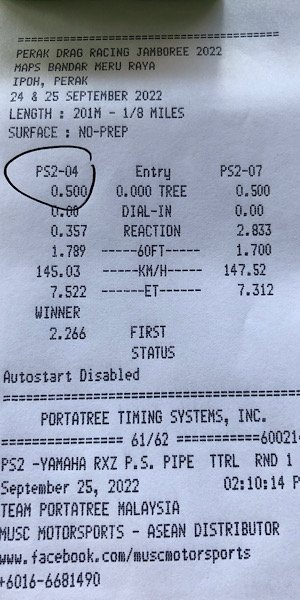 PERAK DRAG RACING JAMBOREE 2022
MAPS BANDAR MERU RAYA
IPOH, PERAK
24 & 25 SEPTEMBER 2022
LENGTH : 201M - 1/8 MILES
SURFACE : NO-PREP
PS2-04 Entry PS2-07
0.500 0.000 TREE 0.500
0.00 DIAL-IN 0.00
0.357 REACTION 2.833
1.789 -----60FT----- 1.700
145.03 -----KM/H----- 147.52
7.522 ------ET------ 7.312
WINNER
2.266 FIRST
STATUS
Autostart Disabled
PORTATREE TIMING SYSTEMS, INC.
================ 61/62 ===========60021
PS2 -YAMAHA RXZ P.S. PIPE TTRL RND 1
September 25, 2022 02:10:14 P
TEAM PORTATREE MALAYSIA
MUSC MOTORSPORTS - ASEAN DISTRIBUTOR
www.facebook.com/muscmotorsports
+6016-6681490